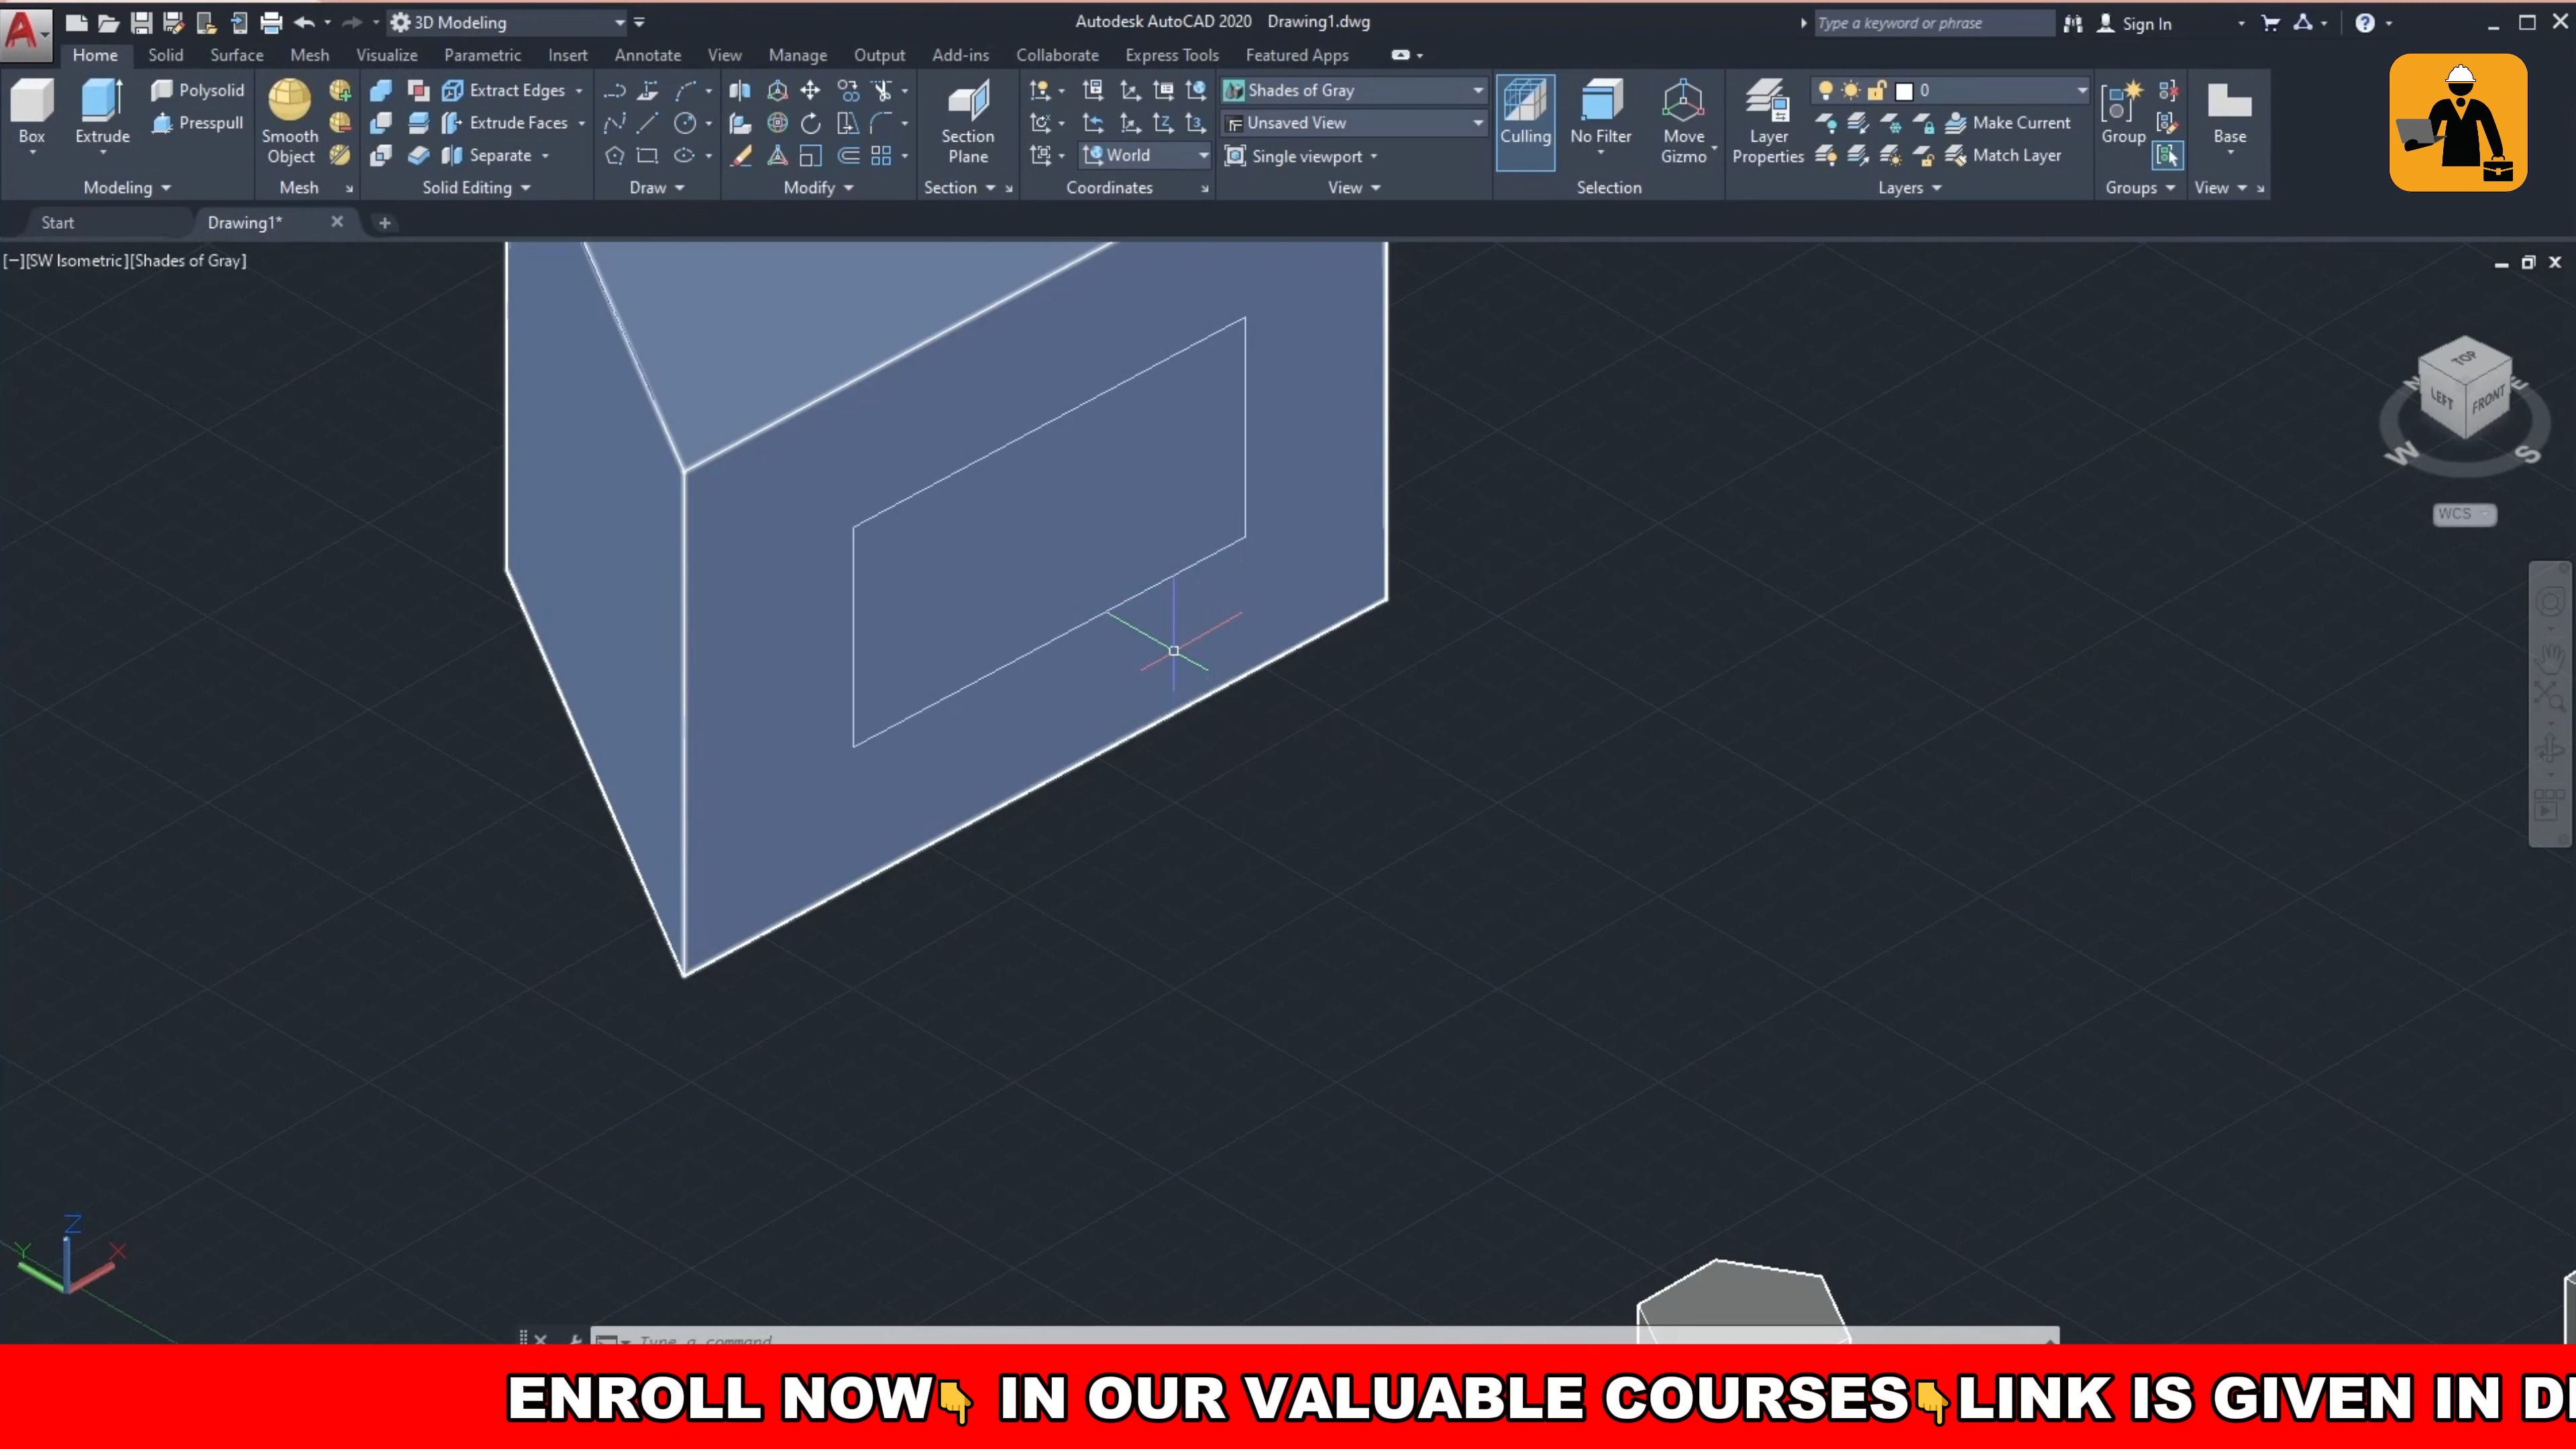 3D Modeling
Autodesk AutoCAD 2020 Drawing1.dwg
Type a keyword or phrase
Sign In
Home Solid Surface Mesh Visualize Parametric Insert Annotate View Manage Output Add-ins Collaborate Express Tools Featured Apps
Box
Extrude
Polysolid
Presspull
Modeling
Smooth
Object
Mesh
Extract Edges
Extrude Faces
Separate
Solid Editing
Draw
Modify
Section
Plane
Section
World
Coordinates
Shades of Gray
Unsaved View
Single viewport
View
Culling
No Filter
Move
Gizmo
Selection
Layer
Properties
0
Make Current
Match Layer
Layers
Group
Groups
Base
View
Start
Drawing1*
[−][SW Isometric][Shades of Gray]
TOP
LEFT
FRONT
N
E
W
S
WCS
Z
Y
X
Type a command
ENROLL NOW👇 IN OUR VALUABLE COURSES👇LINK IS GIVEN IN